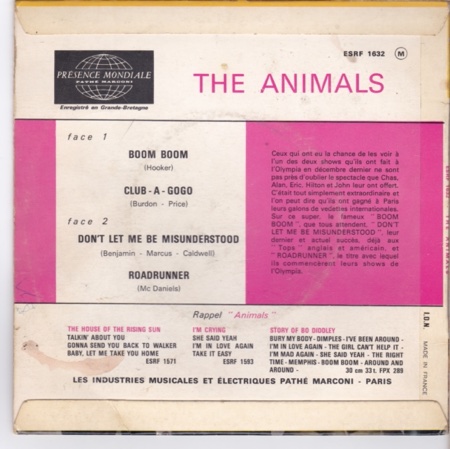 ESRF 1632 M
PRÉSENCE MONDIALE
PATHÉ MARCONI
Enregistré en Grande-Bretagne
THE ANIMALS
face 1
BOOM BOOM
(Hooker)
CLUB - A - GOGO
(Burdon - Price)
face 2
DON'T LET ME BE MISUNDERSTOOD
(Benjamin - Marcus - Caldwell)
ROADRUNNER
(Mc Daniels)
Ceux qui ont eu la chance de les voir à
l'un des deux shows qu'ils ont fait à
l'Olympia en décembre dernier ne sont
pas près d'oublier le spectacle que Chas,
Alan, Eric, Hilton et John leur ont offert.
C'était tout simplement extraordinaire et
l'on peut dire qu'ils ont gagné à Paris
leurs galons de vedettes internationales.
Sur ce super, le fameux "BOOM
BOOM", que tous attendent, "DON'T
LET ME BE MISUNDERSTOOD", leur
dernier et actuel succès, déjà aux
"Tops" anglais et américain, et
"ROADRUNNER", le titre avec lequel
ils commencèrent leurs shows de
l'Olympia.
Rappel "Animals"
THE HOUSE OF THE RISING SUN
TALKIN' ABOUT YOU
GONNA SEND YOU BACK TO WALKER
BABY, LET ME TAKE YOU HOME
ESRF 1571
I'M CRYING
SHE SAID YEAH
I'M IN LOVE AGAIN
TAKE IT EASY
ESRF 1593
STORY OF BO DIDDLEY
BURY MY BODY - DIMPLES - I'VE BEEN AROUND -
I'M IN LOVE AGAIN - THE GIRL CAN'T HELP IT -
I'M MAD AGAIN - SHE SAID YEAH - THE RIGHT
TIME - MEMPHIS - BOOM BOOM - AROUND AND
AROUND - 30 cm 33 t. FPX 289
LES INDUSTRIES MUSICALES ET ÉLECTRIQUES PATHÉ MARCONI - PARIS
I.D.N.
MADE IN FRANCE